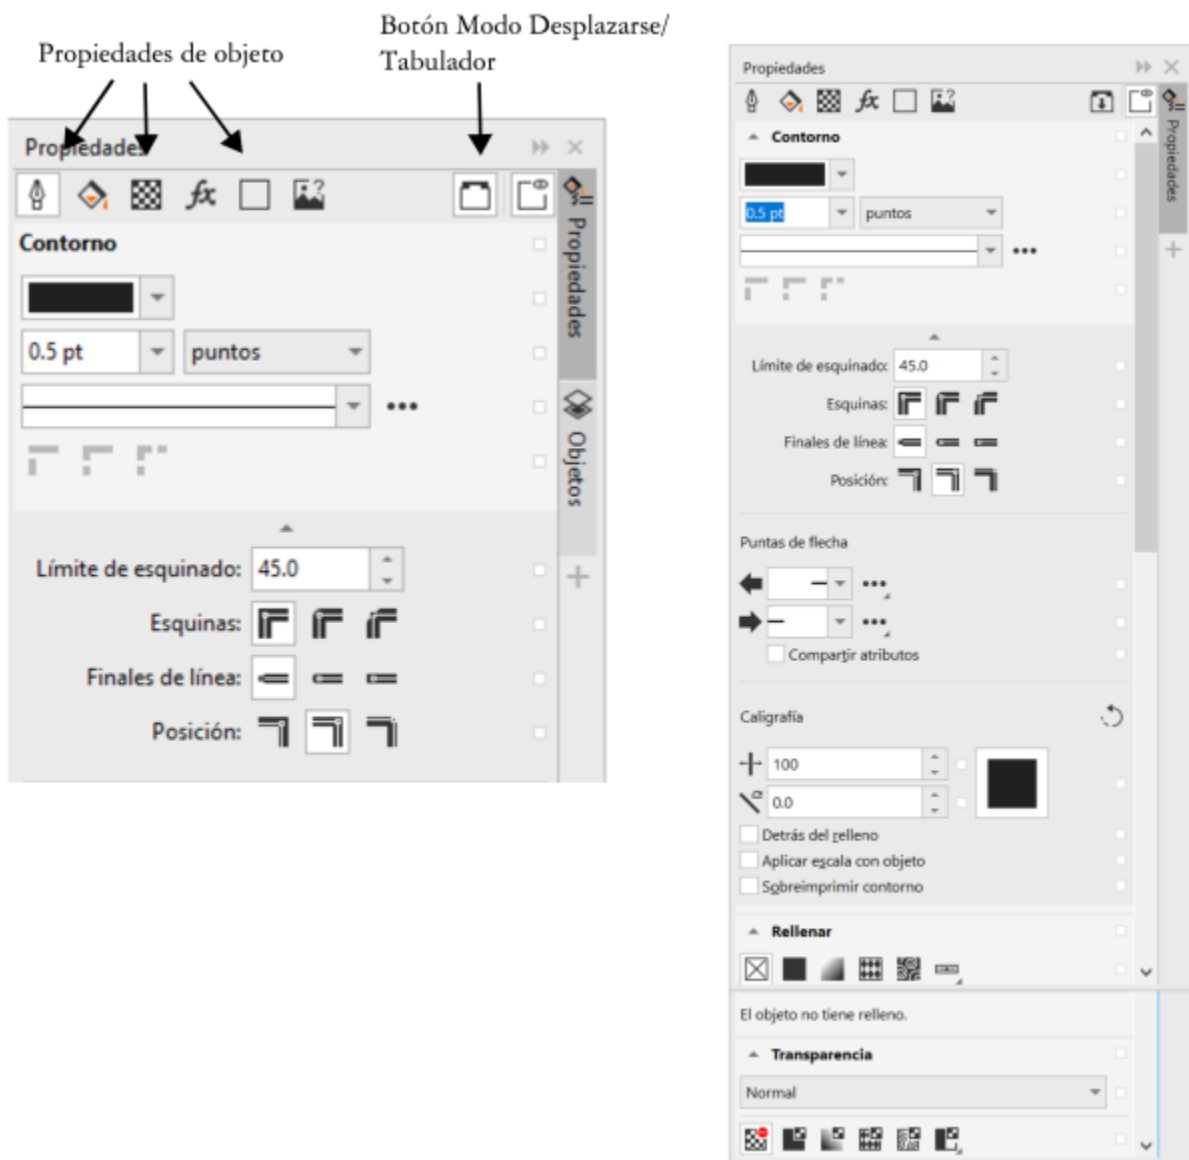 Propiedades de objeto
Botón Modo Desplazarse/
Tabulador
Propiedades
Contorno
0.5 pt puntos
Límite de esquinado: 45.0
Esquinas:
Finales de línea:
Posición:
Propiedades
Objetos
Propiedades
Contorno
0.5 pt puntos
Límite de esquinado: 45.0
Esquinas:
Finales de línea:
Posición:
Puntas de flecha
Compartir atributos
Caligrafía
100
0.0
Detrás del relleno
Aplicar escala con objeto
Sobreimprimir contorno
Rellenar
El objeto no tiene relleno.
Transparencia
Normal
Propiedades